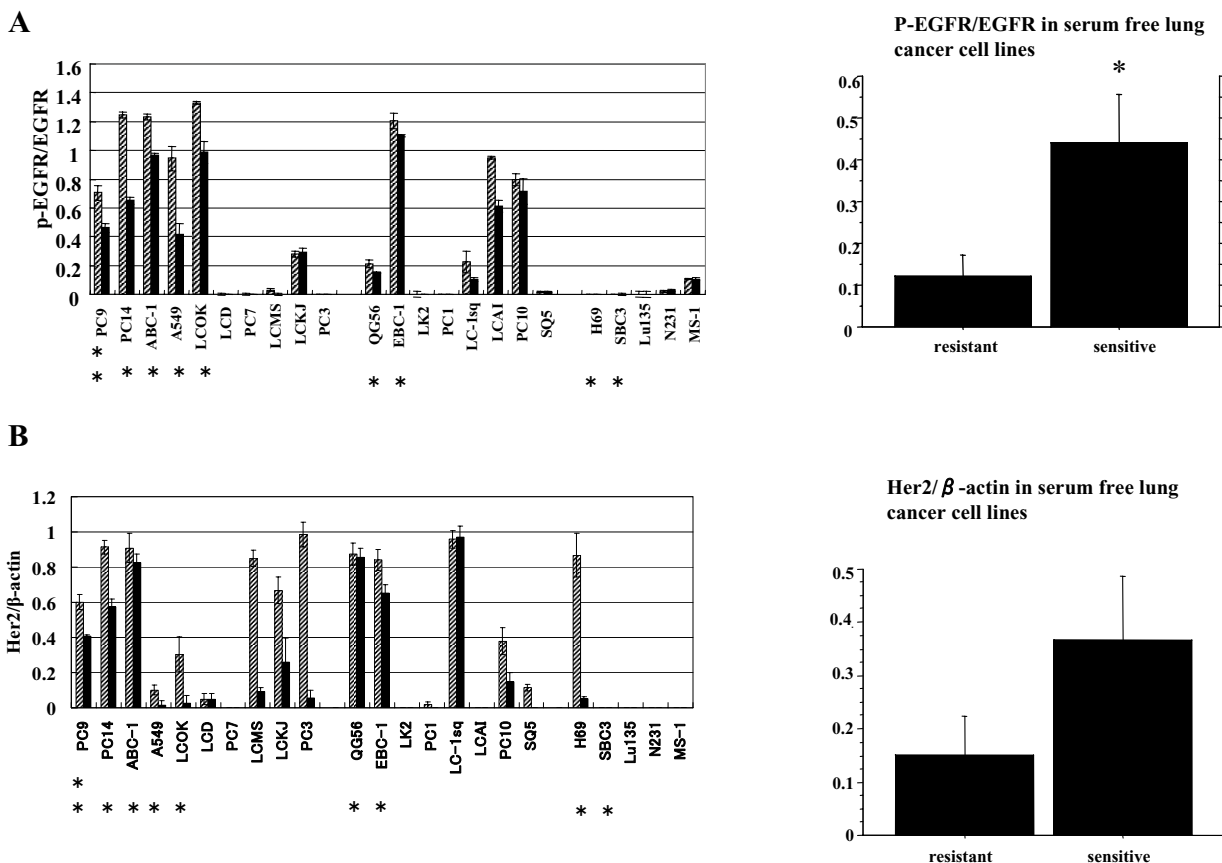 A
p-EGFR/EGFR
1.6
1.4
1.2
1
0.8
0.6
0.4
0.2
0
PC9
PC14
ABC-1
A549
LCOK
LCD
PC7
LCMS
LCKJ
PC3
QG56
EBC-1
LK2
PC1
LC-1sq
LCAI
PC10
SQ5
H69
SBC3
Lu135
N231
MS-1
*
* * * * * * * * *
P-EGFR/EGFR in serum free lung
cancer cell lines
*
0.6
0.5
0.4
0.3
0.2
0.1
0
resistant sensitive
B
Her2/β-actin
1.2
1
0.8
0.6
0.4
0.2
0
PC9
PC14
ABC-1
A549
LCOK
LCD
PC7
LCMS
LCKJ
PC3
QG56
EBC-1
LK2
PC1
LC-1sq
LCAI
PC10
SQ5
H69
SBC3
Lu135
N231
MS-1
*
* * * * * * * * *
Her2/β-actin in serum free lung
cancer cell lines
0.5
0.4
0.3
0.2
0.1
0
resistant sensitive